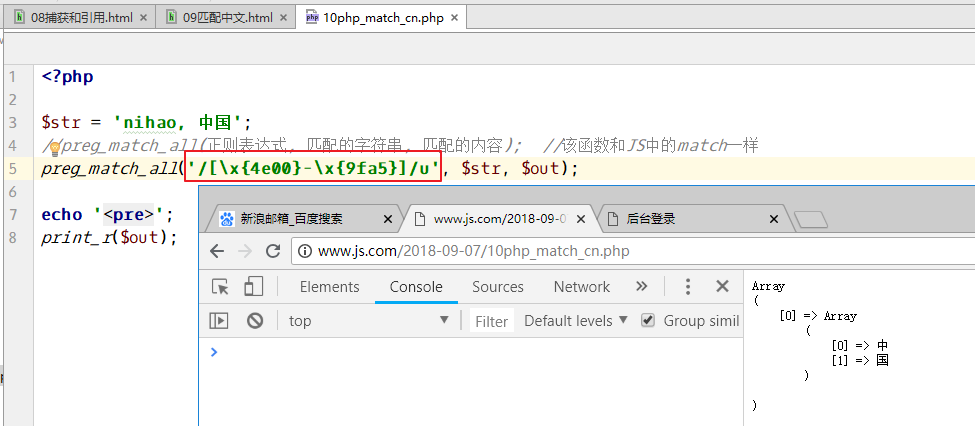 08捕获和引用.html 09匹配中文.html 10php_match_cn.php
1 <?php
2
3 $str = 'nihao, 中国';
4 //preg_match_all(正则表达式, 匹配的字符串, 匹配的内容); //该函数和JS中的match一样
5 preg_match_all('/[\x{4e00}-\x{9fa5}]/u', $str, $out);
6
7 echo '<pre>';
8 print_r($out);
新浪邮箱_百度搜索 www.js.com/2018-09-0 后台登录
www.js.com/2018-09-07/10php_match_cn.php
Elements Console Sources Network
top Filter Default levels Group simil
Array
(
[0] => Array
(
[0] => 中
[1] => 国
)
)